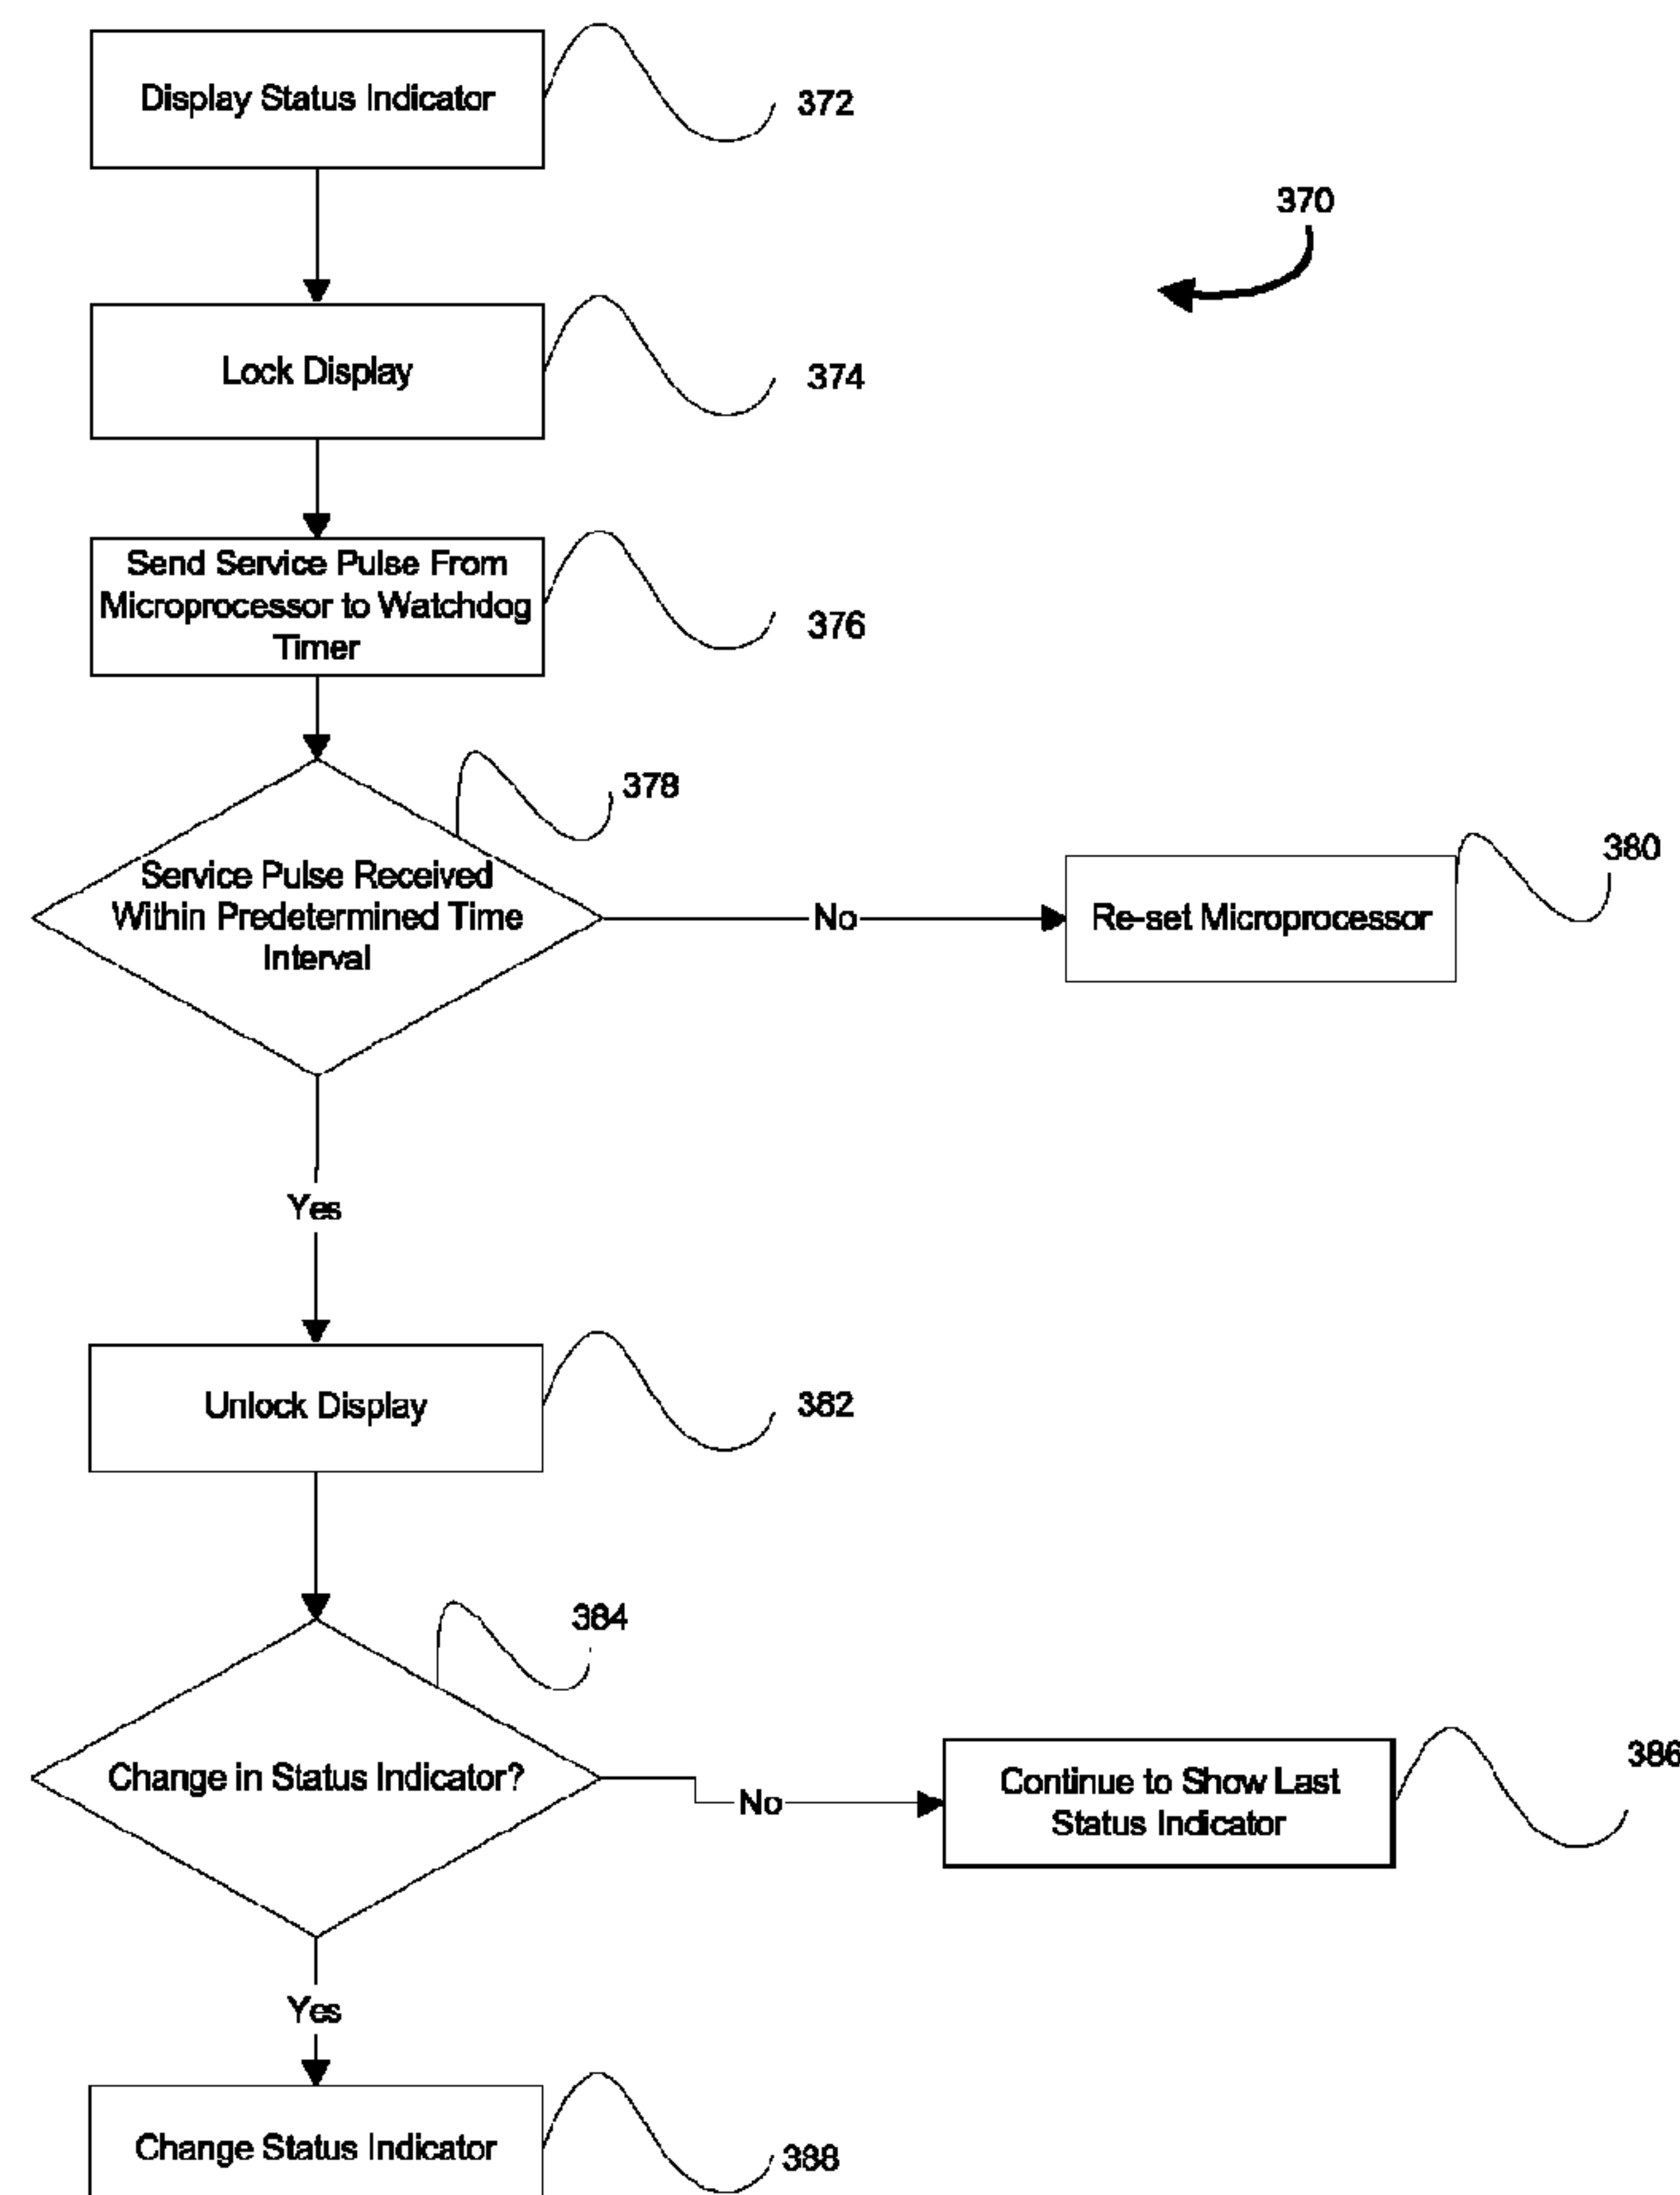 Display Status Indicator
372
370
Lock Display
374
Send Service Pulse From
Microprocessor to Watchdog
Timer
376
378
Service Pulse Received
Within Predetermined Time
Interval
No
Re-set Microprocessor
380
Yes
Unlock Display
382
384
Change in Status Indicator?
No
Continue to Show Last
Status Indicator
386
Yes
Change Status Indicator
388